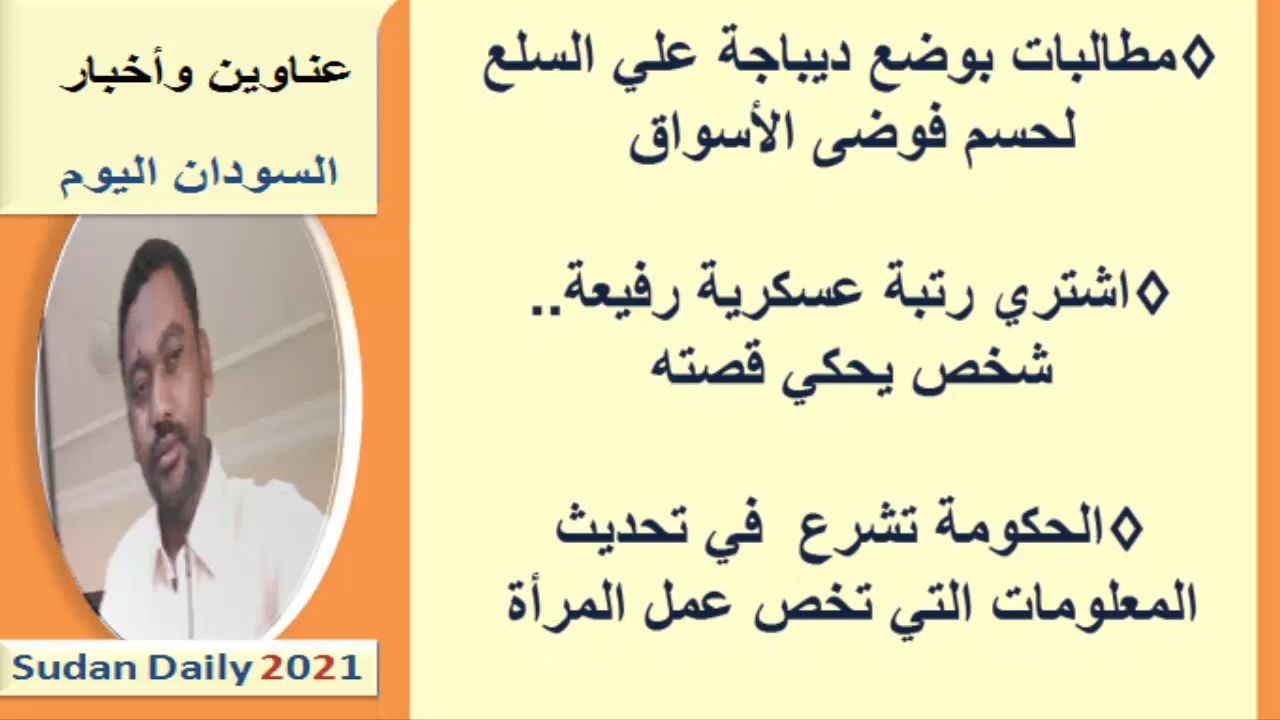 عناوين وأخبار
السودان اليوم
◊مطالبات بوضع ديباجة علي السلع
لحسم فوضى الأسواق
◊اشتري رتبة عسكرية رفيعة..
شخص يحكي قصته
◊الحكومة تشرع في تحديث
المعلومات التي تخص عمل المرأة
Sudan Daily 2021